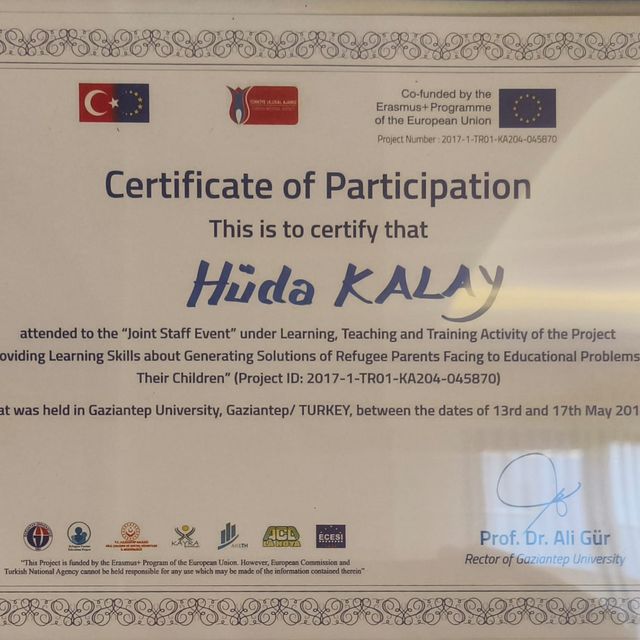 TÜRKİYE ULUSAL AJANSI
Co-funded by the
Erasmus+ Programme
of the European Union
Project Number : 2017-1-TR01-KA204-045870
Certificate of Participation
This is to certify that
Hüda KALAY
attended to the “Joint Staff Event” under Learning, Teaching and Training Activity of the Project
oviding Learning Skills about Generating Solutions of Refugee Parents Facing to Educational Problems
Their Children” (Project ID: 2017-1-TR01-KA204-045870)
at was held in Gaziantep University, Gaziantep/ TURKEY, between the dates of 13rd and 17th May 201
Prof. Dr. Ali Gür
Rector of Gaziantep University
KAYRA
ECESI
"This Project is funded by the Erasmus+ Program of the European Union. However, European Commission and
Turkish National Agency cannot be held responsible for any use which may be made of the information contained therein"